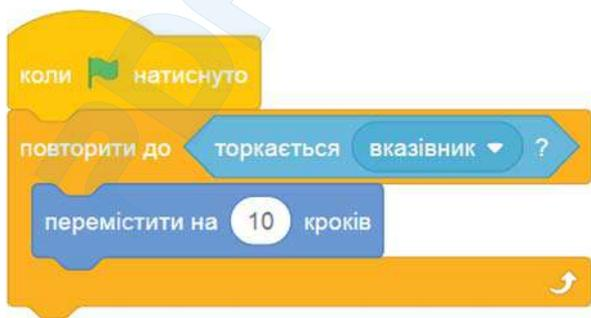 коли натиснуто
повторити до торкається вказівник ?
перемістити на 10 кроків